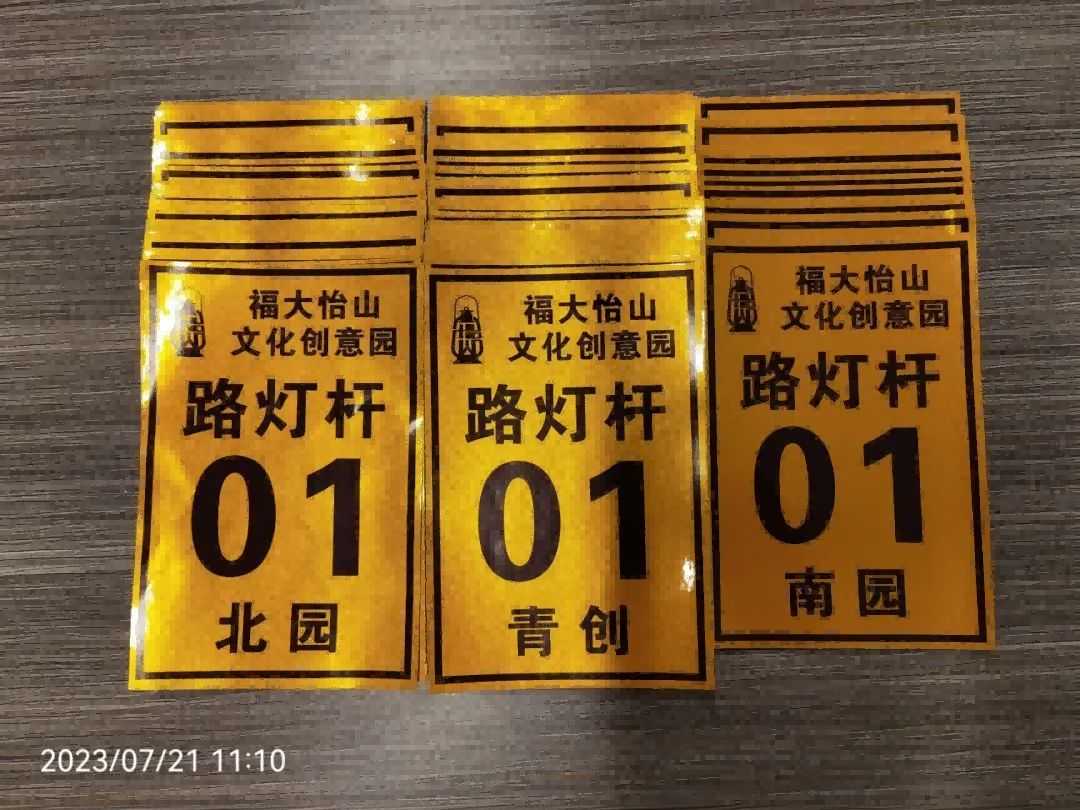 福大怡山
文化创意园
路灯杆
01
北园
福大怡山
文化创意园
路灯杆
01
青创
福大怡山
文化创意园
路灯杆
01
南园
2023/07/21 11:10